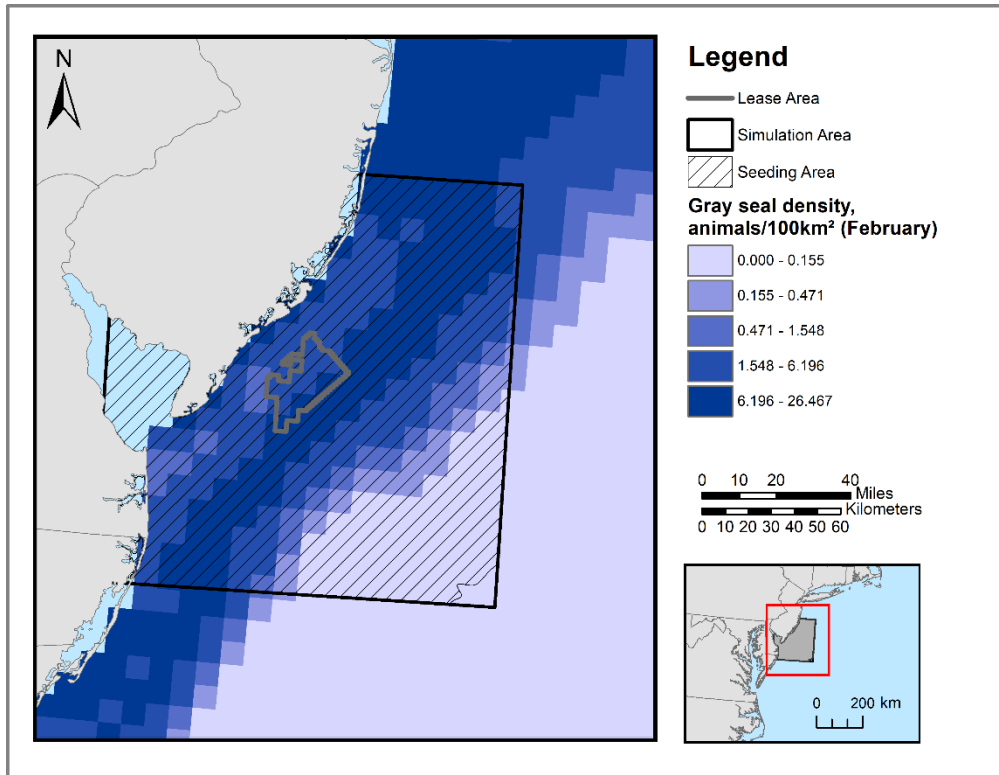 N
Legend
Lease Area
Simulation Area
Seeding Area
Gray seal density,
animals/100km² (February)
0.000 - 0.155
0.155 - 0.471
0.471 - 1.548
1.548 - 6.196
6.196 - 26.467
0 10 20 40
Miles
Kilometers
0 10 20 30 40 50 60
0 200 km